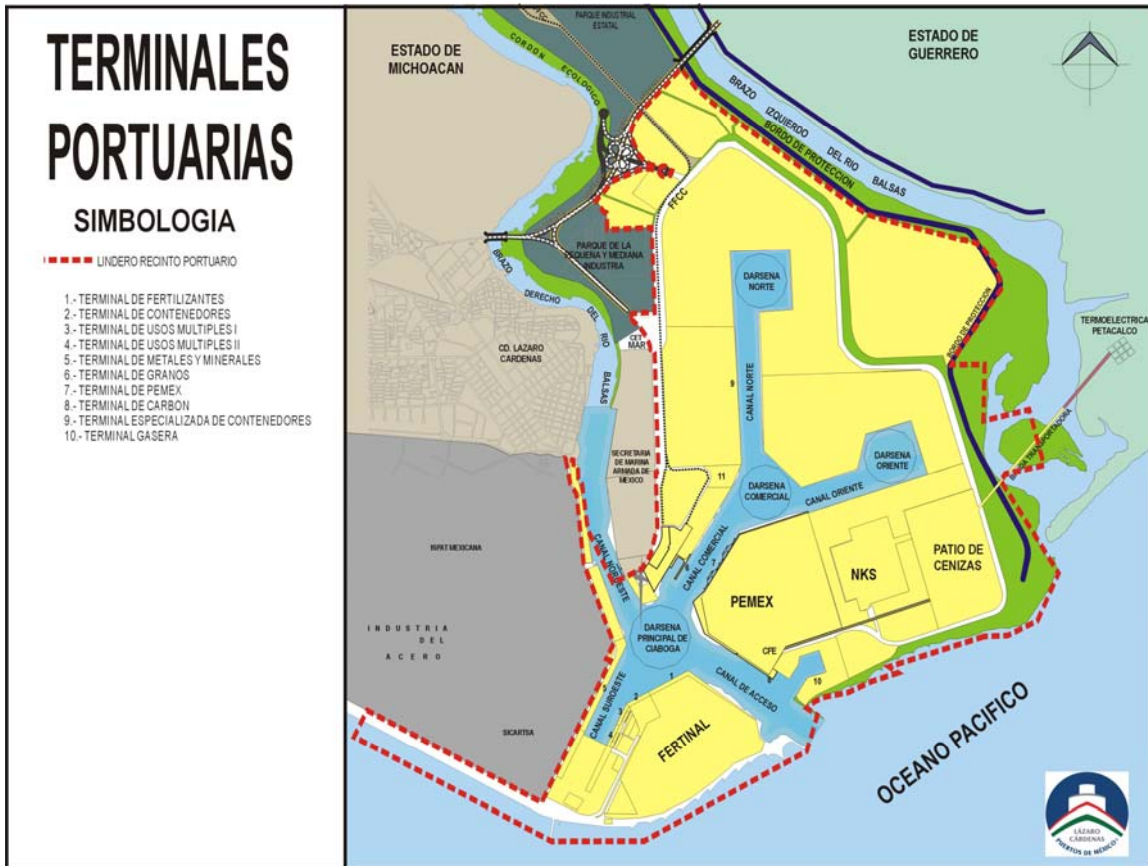 TERMINALES
PORTUARIAS
SIMBOLOGIA
LINDERO RECINTO PORTUARIO
1.- TERMINAL DE FERTILIZANTES
2.- TERMINAL DE CONTENEDORES
3.- TERMINAL DE USOS MULTIPLES I
4.- TERMINAL DE USOS MULTIPLES II
5.- TERMINAL DE METALES Y MINERALES
6.- TERMINAL DE GRANOS
7.- TERMINAL DE PEMEX
8.- TERMINAL DE CARBON
9.- TERMINAL ESPECIALIZADA DE CONTENEDORES
10.- TERMINAL GASERA
ESTADO DE
MICHOACAN
PARQUE INDUSTRIAL
ESTATAL
ESTADO DE
GUERRERO
CORDON ECOLOGICO
BRAZO IZQUIERDO DEL RIO BALSAS
BORDO DE PROTECCION
FFCC
PARQUE DE LA
PEQUEÑA Y MEDIANA
INDUSTRIA
DARSENA
NORTE
BRAZO DERECHO DEL RIO BALSAS
BORDO DE PROTECCION
TERMOELECTRICA
PETACALCO
CET
MAR
CD. LAZARO
CARDENAS
9
CANAL NORTE
SECRETARIA
DE MARINA
ARMADA DE
MEXICO
11
DARSENA
COMERCIAL
CANAL ORIENTE
DARSENA
ORIENTE
TRANSPORTADORA
ISPAT MEXICANA
CANAL NOROESTE
CANAL COMERCIAL
7
PEMEX
NKS
PATIO DE
CENIZAS
INDUSTRIA
DEL
ACERO
DARSENA
PRINCIPAL DE
CIABOGA
CFE
10
CANAL DE ACCESO
CANAL SUROESTE
1
2
3
4
FERTINAL
SICARTSA
OCEANO PACIFICO
LÁZARO
CÁRDENAS
PUERTOS DE MÉXICO